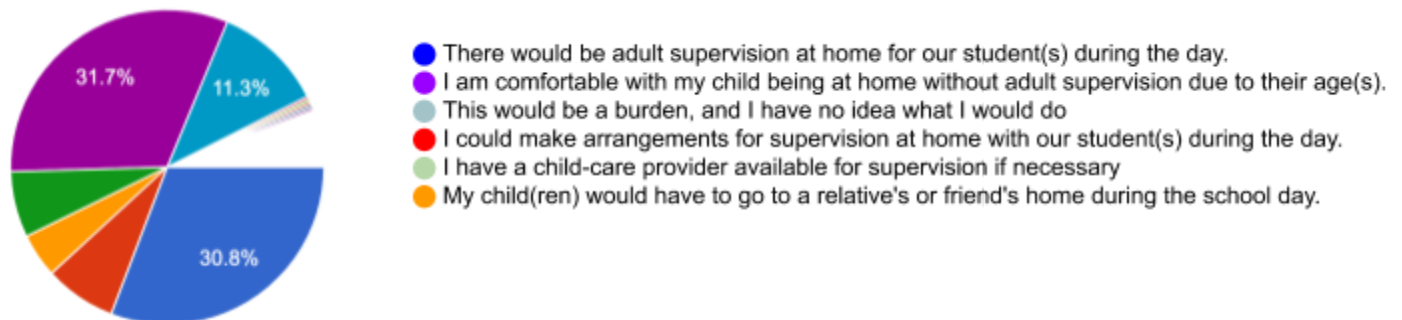 31.7%
11.3%
30.8%
There would be adult supervision at home for our student(s) during the day.
I am comfortable with my child being at home without adult supervision due to their age(s).
This would be a burden, and I have no idea what I would do
I could make arrangements for supervision at home with our student(s) during the day.
I have a child-care provider available for supervision if necessary
My child(ren) would have to go to a relative's or friend's home during the school day.